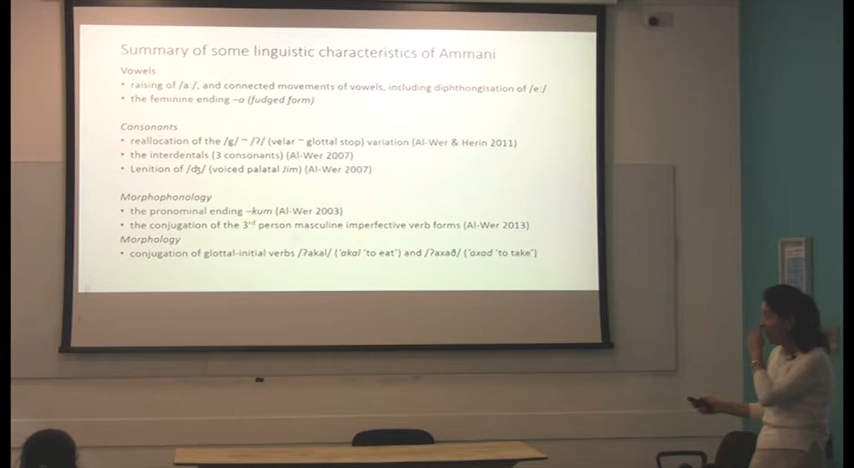 Summary of some linguistic characteristics of Ammani
Vowels
• raising of /a:/, and connected movements of vowels, including diphthongisation of /e:/
• the feminine ending –a (fudged form)
Consonants
• reallocation of the /g/ ~ /ʔ/ (velar ~ glottal stop) variation (Al-Wer & Herin 2011)
• the interdentals (3 consonants) (Al-Wer 2007)
• Lenition of /ʤ/ (voiced palatal Jim) (Al-Wer 2007)
Morphophonology
• the pronominal ending –kum (Al-Wer 2003)
• the conjugation of the 3rd person masculine imperfective verb forms (Al-Wer 2013)
Morphology
• conjugation of glottal-initial verbs /ʔakal/ (‘akal ‘to eat’) and /ʔaxað/ (‘axad ‘to take’)